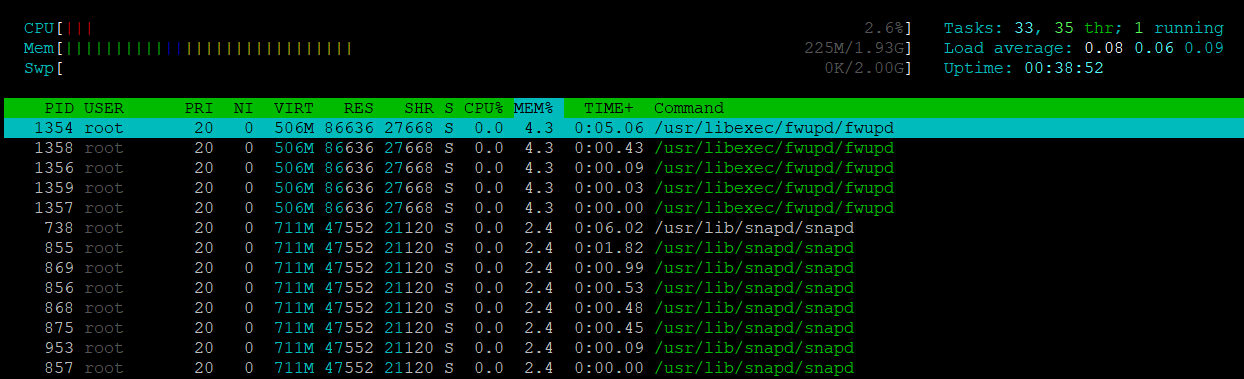 CPU[||| 2.6%] Tasks: 33, 35 thr; 1 running
Mem[||||||||||||||||||||||||||||| 225M/1.93G] Load average: 0.08 0.06 0.09
Swp[ 0K/2.00G] Uptime: 00:38:52
PID USER PRI NI VIRT RES SHR S CPU% MEM% TIME+ Command
1354 root 20 0 506M 86636 27668 S 0.0 4.3 0:05.06 /usr/libexec/fwupd/fwupd
1358 root 20 0 506M 86636 27668 S 0.0 4.3 0:00.43 /usr/libexec/fwupd/fwupd
1356 root 20 0 506M 86636 27668 S 0.0 4.3 0:00.09 /usr/libexec/fwupd/fwupd
1359 root 20 0 506M 86636 27668 S 0.0 4.3 0:00.03 /usr/libexec/fwupd/fwupd
1357 root 20 0 506M 86636 27668 S 0.0 4.3 0:00.00 /usr/libexec/fwupd/fwupd
738 root 20 0 711M 47552 21120 S 0.0 2.4 0:06.02 /usr/lib/snapd/snapd
855 root 20 0 711M 47552 21120 S 0.0 2.4 0:01.82 /usr/lib/snapd/snapd
869 root 20 0 711M 47552 21120 S 0.0 2.4 0:00.99 /usr/lib/snapd/snapd
856 root 20 0 711M 47552 21120 S 0.0 2.4 0:00.53 /usr/lib/snapd/snapd
868 root 20 0 711M 47552 21120 S 0.0 2.4 0:00.48 /usr/lib/snapd/snapd
875 root 20 0 711M 47552 21120 S 0.0 2.4 0:00.45 /usr/lib/snapd/snapd
953 root 20 0 711M 47552 21120 S 0.0 2.4 0:00.09 /usr/lib/snapd/snapd
857 root 20 0 711M 47552 21120 S 0.0 2.4 0:00.00 /usr/lib/snapd/snapd